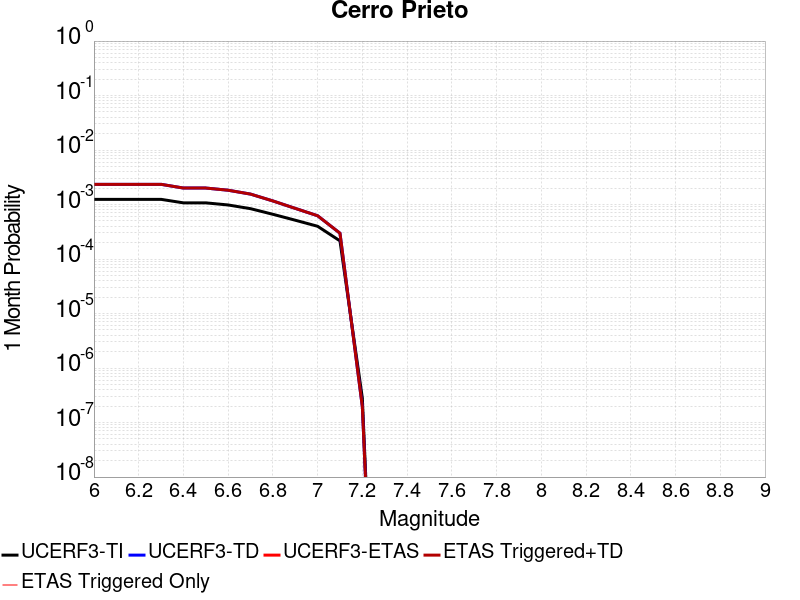 Cerro Prieto
10^0
10^-1
10^-2
10^-3
10^-4
10^-5
10^-6
10^-7
10^-8
1 Month Probability
6 6.2 6.4 6.6 6.8 7 7.2 7.4 7.6 7.8 8 8.2 8.4 8.6 8.8 9
Magnitude
UCERF3-TI UCERF3-TD UCERF3-ETAS ETAS Triggered+TD
ETAS Triggered Only